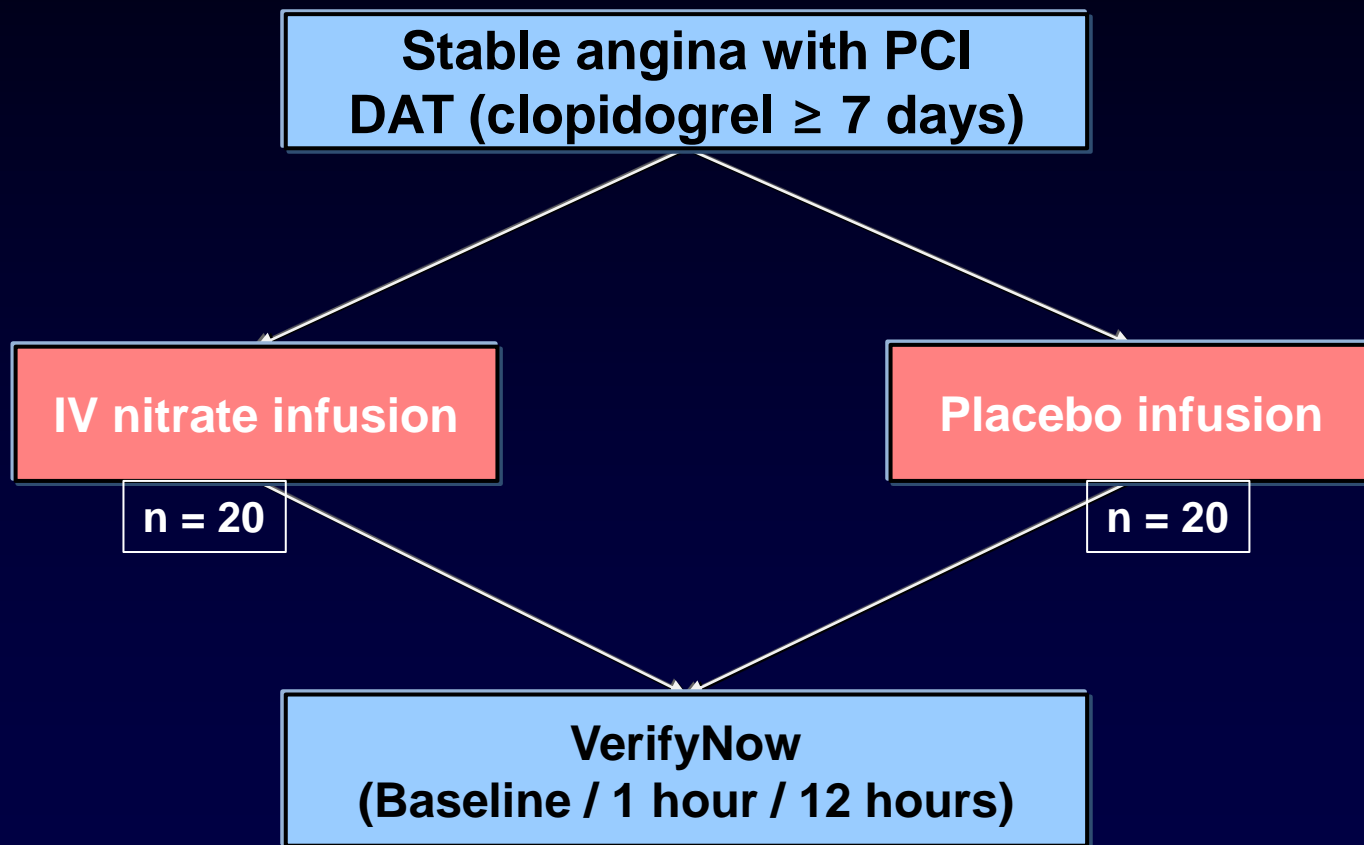 Stable angina with PCI
DAT (clopidogrel ≥ 7 days)
IV nitrate infusion
Placebo infusion
n = 20
n = 20
VerifyNow
(Baseline / 1 hour / 12 hours)